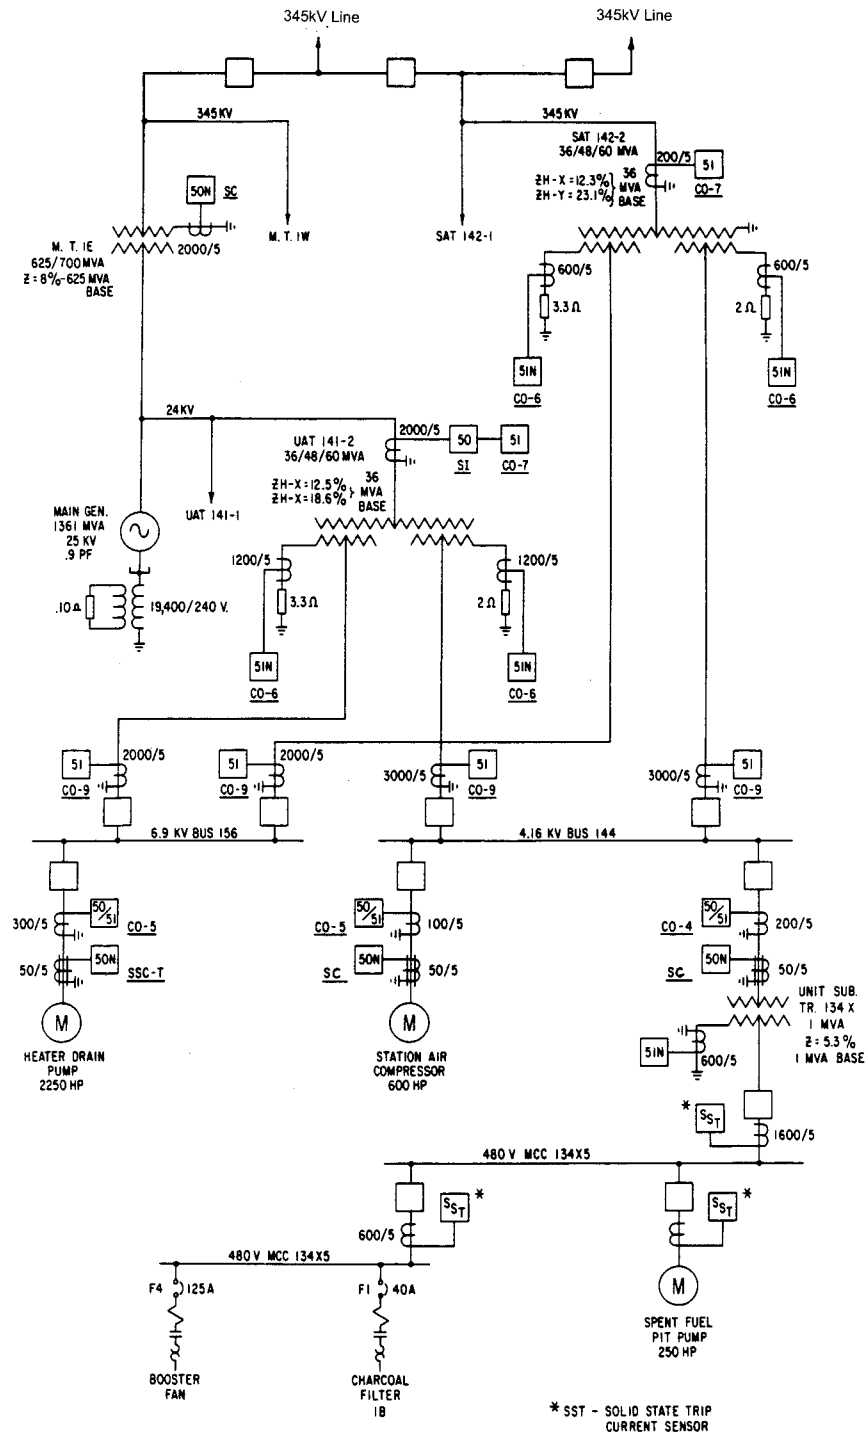 345kV Line
345kV Line
345KV
345KV
SAT 142-2
36/48/60 MVA
200/5
51
CO-7
ZH-X=12.3%
ZH-Y=23.1%
36
MVA
BASE
50N
SC
2000/5
M. T. 1E
625/700MVA
Z=8%-625 MVA
BASE
M.T. 1W
SAT 142-1
600/5
3.3Ω
51N
CO-6
600/5
2Ω
51N
CO-6
24KV
UAT 141-2
36/48/60MVA
2000/5
50
SI
51
CO-7
ZH-X=12.5%
ZH-X=18.6%
36
MVA
BASE
UAT 141-1
MAIN GEN.
1361 MVA
25 KV
.9 PF
.10Ω
19,400/240 V.
1200/5
3.3Ω
51N
CO-6
1200/5
2Ω
51N
CO-6
51
CO-9
2000/5
51
CO-9
2000/5
3000/5
51
CO-9
3000/5
51
CO-9
6.9 KV BUS 156
4.16 KV BUS 144
300/5
50/51
CO-5
50/5
50N
SSC-T
M
HEATER DRAIN
PUMP
2250 HP
50/51
CO-5
100/5
50N
SC
50/5
M
STATION AIR
COMPRESSOR
600 HP
50/51
CO-4
200/5
50N
SC
50/5
UNIT SUB.
TR. 134 X
1 MVA
Z=5.3%
1 MVA BASE
51N
600/5
* SST
1600/5
480 V MCC 134X5
600/5
SST *
SST *
480V MCC 134X5
F4
125A
F1
40A
BOOSTER
FAN
CHARCOAL
FILTER
1B
M
SPENT FUEL
PIT PUMP
250 HP
* SST - SOLID STATE TRIP
CURRENT SENSOR